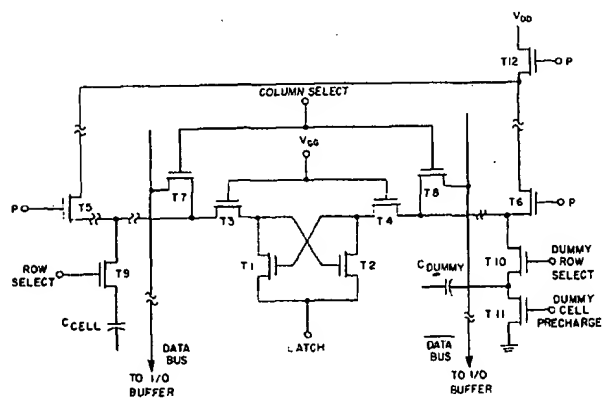 VDD
T12
P
COLUMN SELECT
VGG
T7
T8
P
T5
T3
T4
T6
P
ROW SELECT
T9
T1
T2
CDUMMY
T10
DUMMY ROW SELECT
CCELL
T11
DUMMY CELL PRECHARGE
DATA BUS
LATCH
DATA BUS
TO I/O BUFFER
TO I/O BUFFER